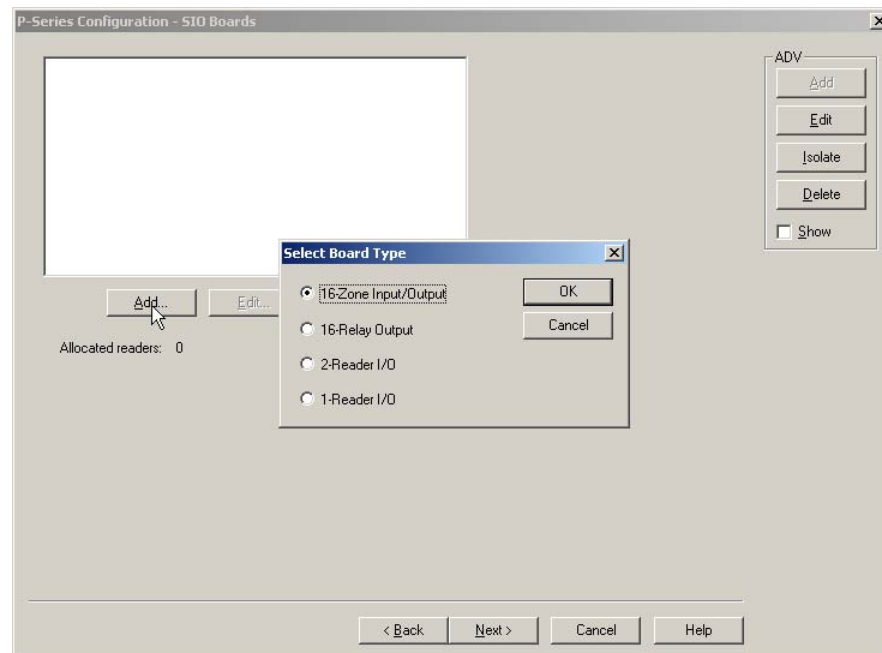 P-Series Configuration - SIO Boards
ADV
Add
Edit
Isolate
Delete
Show
Select Board Type
16-Zone Input/Output
OK
16-Relay Output
Cancel
2-Reader I/O
1-Reader I/O
Add...
Edit...
Allocated readers: 0
< Back
Next >
Cancel
Help